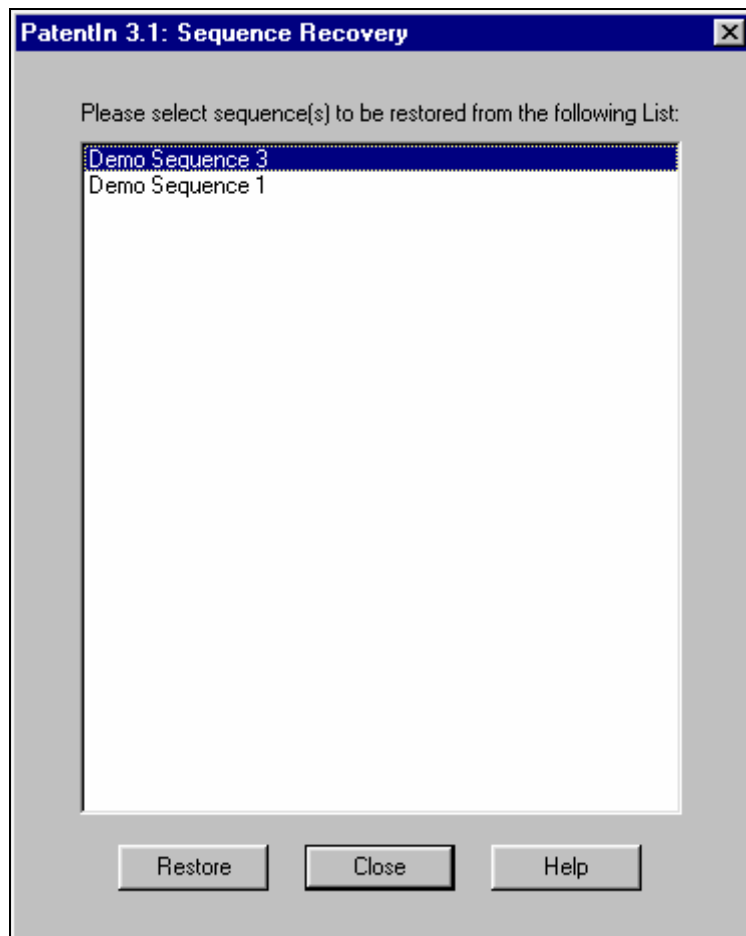 PatentIn 3.1: Sequence Recovery
Please select sequence(s) to be restored from the following List:
Demo Sequence 3
Demo Sequence 1
Restore Close Help